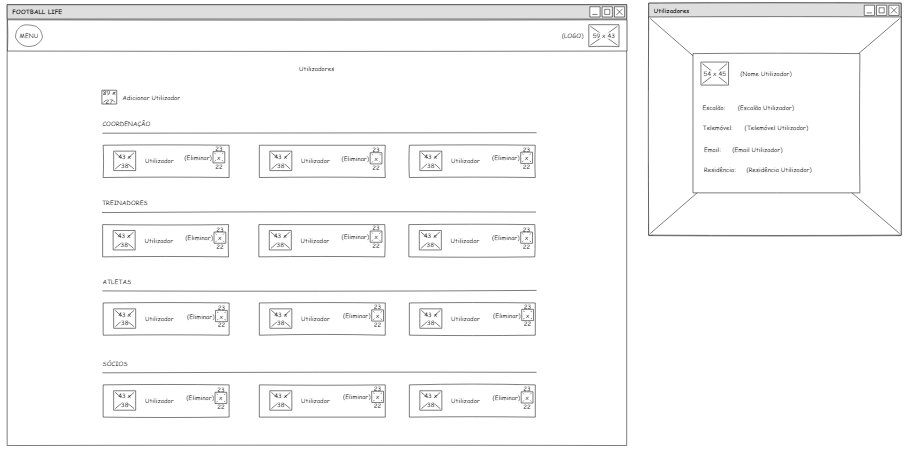 FOOTBALL LIFE
MENU
(LOGO) 59 x 43
Utilizadores
89 x 27 Adicionar Utilizador
COORDENAÇÃO
43 x 38 Utilizador (Eliminar) 23 x 22
43 x 38 Utilizador (Eliminar) 23 x 22
43 x 38 Utilizador (Eliminar) 23 x 22
TREINADORES
43 x 38 Utilizador (Eliminar) 23 x 22
43 x 38 Utilizador (Eliminar) 23 x 22
43 x 38 Utilizador (Eliminar) 23 x 22
ATLETAS
43 x 38 Utilizador (Eliminar) 23 x 22
43 x 38 Utilizador (Eliminar) 23 x 22
43 x 38 Utilizador (Eliminar) 23 x 22
SÓCIOS
43 x 38 Utilizador (Eliminar) 23 x 22
43 x 38 Utilizador (Eliminar) 23 x 22
43 x 38 Utilizador (Eliminar) 23 x 22
Utilizadores
54 x 45 (Nome Utilizador)
Escalão: (Escalão Utilizador)
Telemóvel: (Telemóvel Utilizador)
Email: (Email Utilizador)
Residência: (Residência Utilizador)